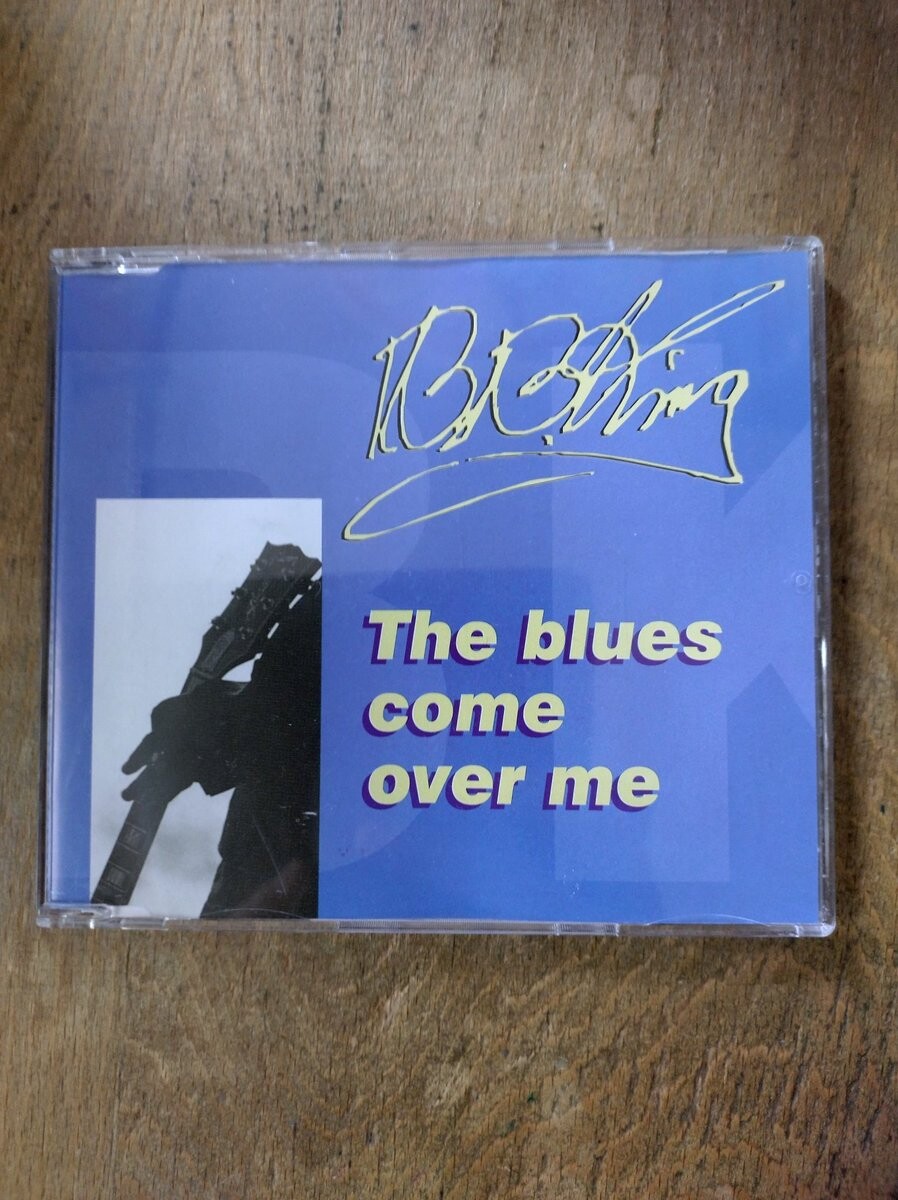 B.B. King
The blues
come
over me